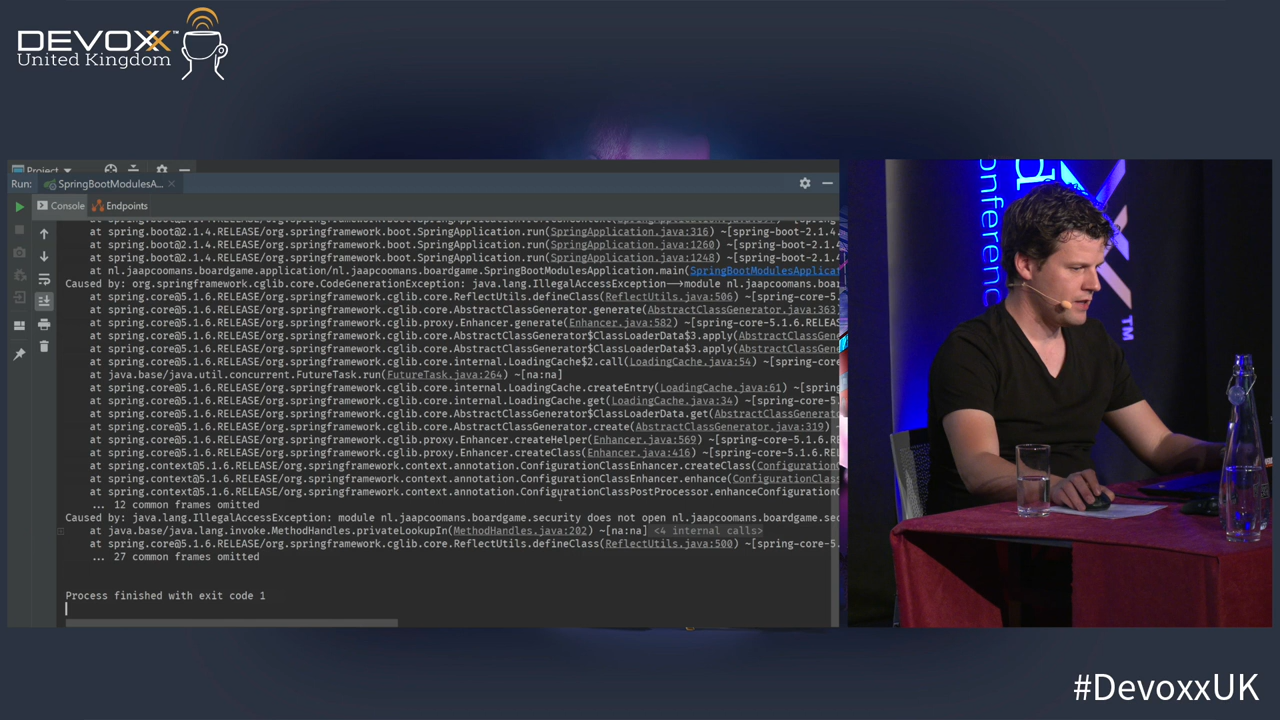 DEVOXX™
United Kingdom
Project
Run: SpringBootModulesA...
Console Endpoints
at spring.boot@2.1.4.RELEASE/org.springframework.boot.SpringApplication.run(SpringApplication.java:316) ~[spring-boot-2.1.4.
at spring.boot@2.1.4.RELEASE/org.springframework.boot.SpringApplication.run(SpringApplication.java:1260) ~[spring-boot-2.1.4
at spring.boot@2.1.4.RELEASE/org.springframework.boot.SpringApplication.run(SpringApplication.java:1248) ~[spring-boot-2.1.4
at nl.jaapcoomans.boardgame.application/nl.jaapcoomans.boardgame.SpringBootModulesApplication.main(SpringBootModulesApplicat
Caused by: org.springframework.cglib.core.CodeGenerationException: java.lang.IllegalAccessException-->module nl.jaapcoomans.boar
at spring.core@5.1.6.RELEASE/org.springframework.cglib.core.ReflectUtils.defineClass(ReflectUtils.java:506) ~[spring-core-5.
at spring.core@5.1.6.RELEASE/org.springframework.cglib.core.AbstractClassGenerator.generate(AbstractClassGenerator.java:363)
at spring.core@5.1.6.RELEASE/org.springframework.cglib.proxy.Enhancer.generate(Enhancer.java:582) ~[spring-core-5.1.6.RELEAS
at spring.core@5.1.6.RELEASE/org.springframework.cglib.core.AbstractClassGenerator$ClassLoaderData$3.apply(AbstractClassGene
at spring.core@5.1.6.RELEASE/org.springframework.cglib.core.AbstractClassGenerator$ClassLoaderData$3.apply(AbstractClassGene
at spring.core@5.1.6.RELEASE/org.springframework.cglib.core.internal.LoadingCache$2.call(LoadingCache.java:54) ~[spring-core
at java.base/java.util.concurrent.FutureTask.run(FutureTask.java:264) ~[na:na]
at spring.core@5.1.6.RELEASE/org.springframework.cglib.core.internal.LoadingCache.createEntry(LoadingCache.java:61) ~[spring
at spring.core@5.1.6.RELEASE/org.springframework.cglib.core.internal.LoadingCache.get(LoadingCache.java:34) ~[spring-core-5.
at spring.core@5.1.6.RELEASE/org.springframework.cglib.core.AbstractClassGenerator$ClassLoaderData.get(AbstractClassGenerato
at spring.core@5.1.6.RELEASE/org.springframework.cglib.core.AbstractClassGenerator.create(AbstractClassGenerator.java:319) ~
at spring.core@5.1.6.RELEASE/org.springframework.cglib.proxy.Enhancer.createHelper(Enhancer.java:569) ~[spring-core-5.1.6.R
at spring.core@5.1.6.RELEASE/org.springframework.cglib.proxy.Enhancer.createClass(Enhancer.java:416) ~[spring-core-5.1.6.REL
at spring.context@5.1.6.RELEASE/org.springframework.context.annotation.ConfigurationClassEnhancer.createClass(Configuration
at spring.context@5.1.6.RELEASE/org.springframework.context.annotation.ConfigurationClassEnhancer.enhance(ConfigurationClass
at spring.context@5.1.6.RELEASE/org.springframework.context.annotation.ConfigurationClassPostProcessor.enhanceConfiguration
... 12 common frames omitted
Caused by: java.lang.IllegalAccessException: module nl.jaapcoomans.boardgame.security does not open nl.jaapcoomans.boardgame.sec
at java.base/java.lang.invoke.MethodHandles.privateLookupIn(MethodHandles.java:202) ~[na:na] <4 internal calls>
at spring.core@5.1.6.RELEASE/org.springframework.cglib.core.ReflectUtils.defineClass(ReflectUtils.java:500) ~[spring-core-5.
... 27 common frames omitted
Process finished with exit code 1
onferenc
X™
#DevoxxUK